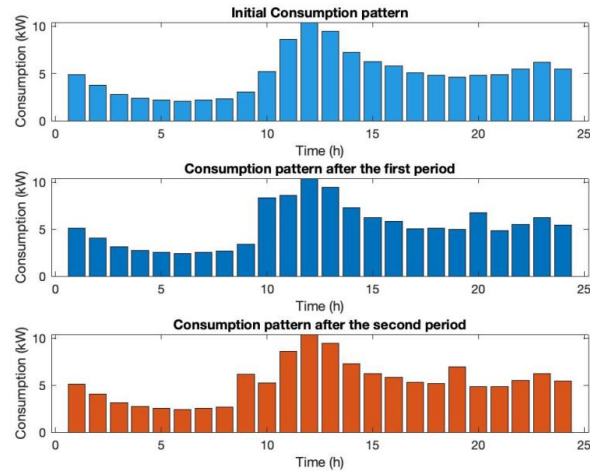 Initial Consumption pattern
Consumption (kW)
10
5
0
0 5 10 15 20 25
Time (h)
Consumption pattern after the first period
Consumption (kW)
10
5
0
0 5 10 15 20 25
Time (h)
Consumption pattern after the second period
Consumption (kW)
10
5
0
0 5 10 15 20 25
Time (h)